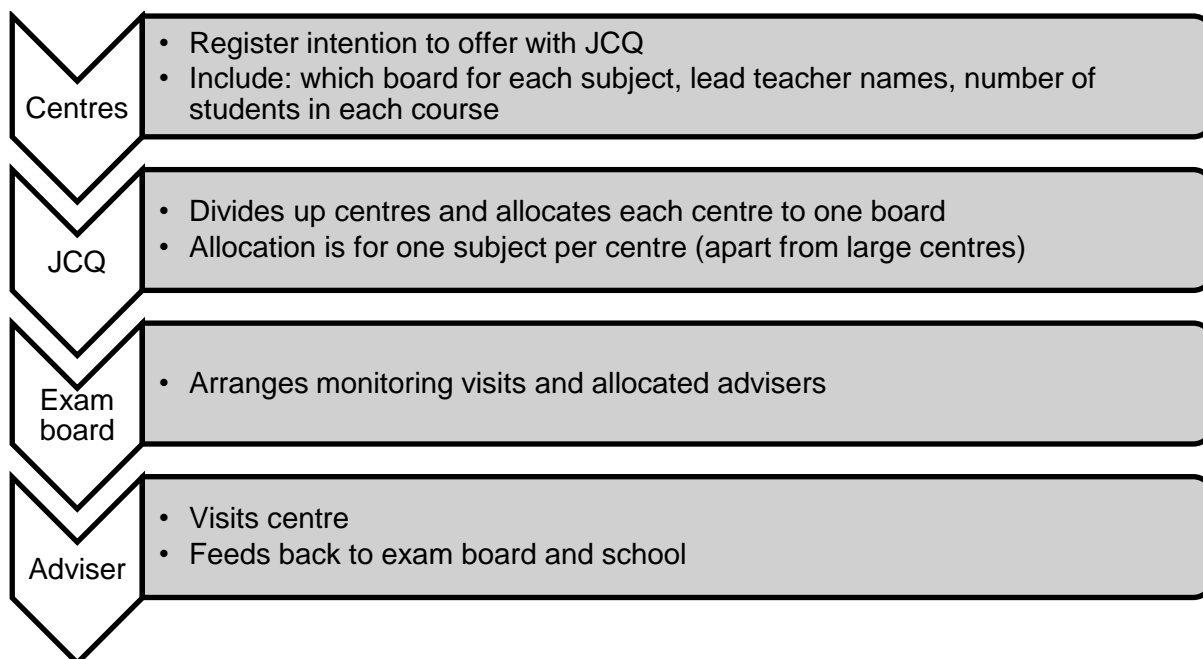 Centres
• Register intention to offer with JCQ
• Include: which board for each subject, lead teacher names, number of
students in each course
JCQ
• Divides up centres and allocates each centre to one board
• Allocation is for one subject per centre (apart from large centres)
Exam
board
• Arranges monitoring visits and allocated advisers
Adviser
• Visits centre
• Feeds back to exam board and school